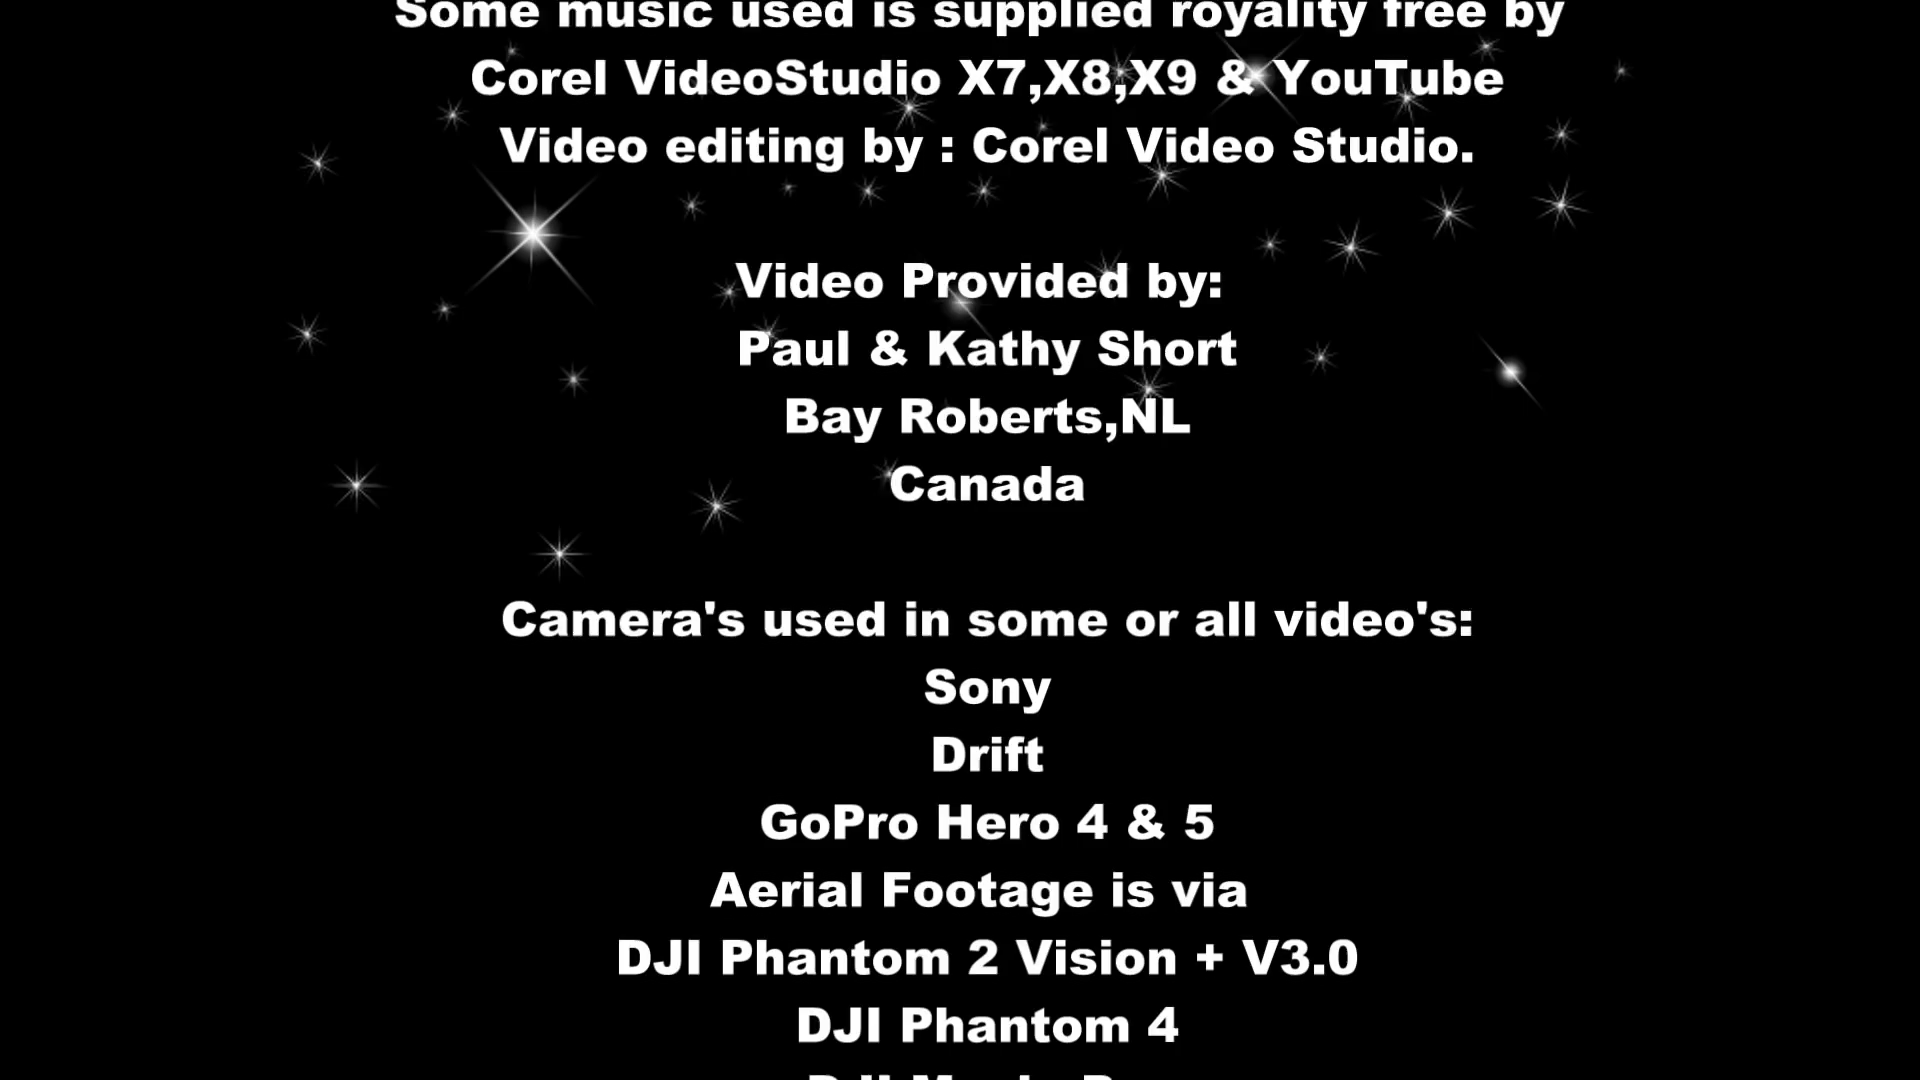 Some music used is supplied royality free by
Corel VideoStudio X7,X8,X9 & YouTube
Video editing by : Corel Video Studio.
Video Provided by:
Paul & Kathy Short
Bay Roberts,NL
Canada
Camera's used in some or all video's:
Sony
Drift
GoPro Hero 4 & 5
Aerial Footage is via
DJI Phantom 2 Vision + V3.0
DJI Phantom 4